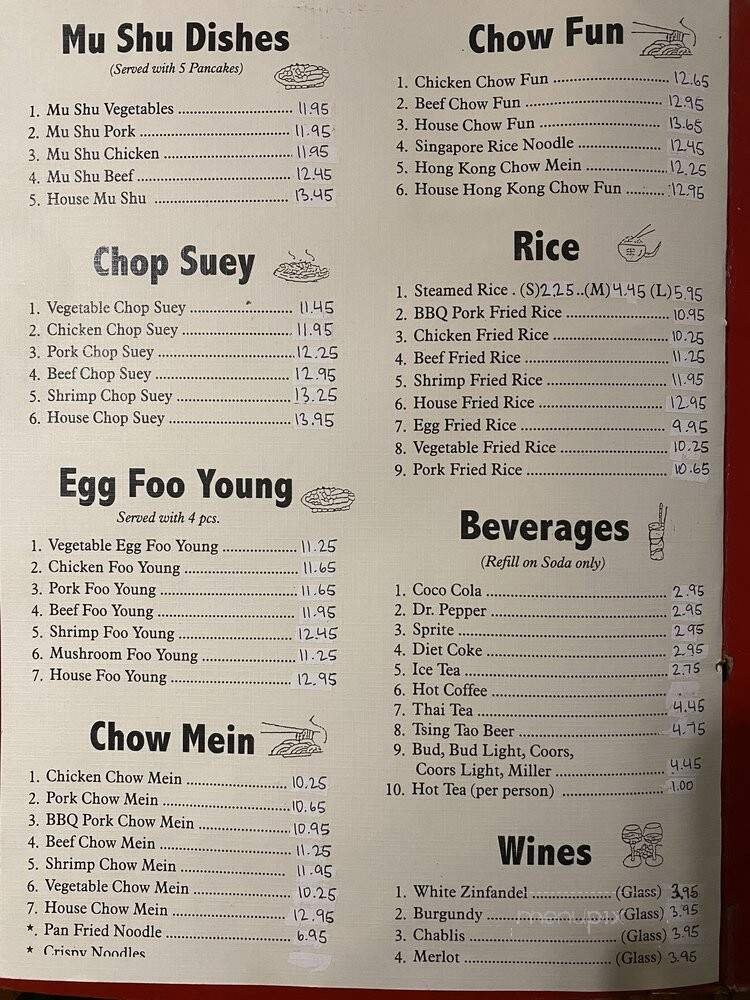 Mu Shu Dishes
(Served with 5 Pancakes)
1. Mu Shu Vegetables ........................ 11.95
2. Mu Shu Pork ................................ 11.95
3. Mu Shu Chicken ........................... 11.95
4. Mu Shu Beef ................................ 12.45
5. House Mu Shu ............................ 13.45
Chop Suey
1. Vegetable Chop Suey ..................... 11.45
2. Chicken Chop Suey ....................... 11.95
3. Pork Chop Suey ............................ 12.25
4. Beef Chop Suey ............................ 12.95
5. Shrimp Chop Suey ........................ 13.25
6. House Chop Suey ......................... 13.95
Egg Foo Young
Served with 4 pcs.
1. Vegetable Egg Foo Young ............... 11.25
2. Chicken Foo Young ...................... 11.65
3. Pork Foo Young ........................... 11.65
4. Beef Foo Young ............................ 11.95
5. Shrimp Foo Young ........................ 12.45
6. Mushroom Foo Young ................... 11.25
7. House Foo Young ......................... 12.95
Chow Mein
1. Chicken Chow Mein ..................... 10.25
2. Pork Chow Mein .......................... 10.65
3. BBQ Pork Chow Mein .................. 10.95
4. Beef Chow Mein .......................... 11.25
5. Shrimp Chow Mein ...................... 11.95
6. Vegetable Chow Mein ................... 10.25
7. House Chow Mein ....................... 12.95
*. Pan Fried Noodle ......................... 6.95
* Crispy Noodles
Chow Fun
1. Chicken Chow Fun ....................... 12.65
2. Beef Chow Fun ............................ 12.95
3. House Chow Fun ......................... 13.65
4. Singapore Rice Noodle ................. 12.45
5. Hong Kong Chow Mein ................ 12.25
6. House Hong Kong Chow Fun ......... 12.95
Rice
1. Steamed Rice . (S)2.25..(M)4.45 (L)5.95
2. BBQ Pork Fried Rice ..................... 10.95
3. Chicken Fried Rice ....................... 10.25
4. Beef Fried Rice ............................ 11.25
5. Shrimp Fried Rice ........................ 11.95
6. House Fried Rice ......................... 12.95
7. Egg Fried Rice ............................. 9.95
8. Vegetable Fried Rice ..................... 10.25
9. Pork Fried Rice ............................ 10.65
Beverages
(Refill on Soda only)
1. Coco Cola ................................... 2.95
2. Dr. Pepper .................................. 2.95
3. Sprite ......................................... 2.95
4. Diet Coke ................................... 2.95
5. Ice Tea ....................................... 2.75
6. Hot Coffee ..................................
7. Thai Tea ..................................... 4.45
8. Tsing Tao Beer ............................. 4.75
9. Bud, Bud Light, Coors,
Coors Light, Miller ...................... 4.45
10. Hot Tea (per person) .................... 1.00
Wines
1. White Zinfandel ................ (Glass) 3.95
2. Burgundy ......................... (Glass) 3.95
3. Chablis ............................ (Glass) 3.95
4. Merlot ............................. (Glass) 3.95
menupix